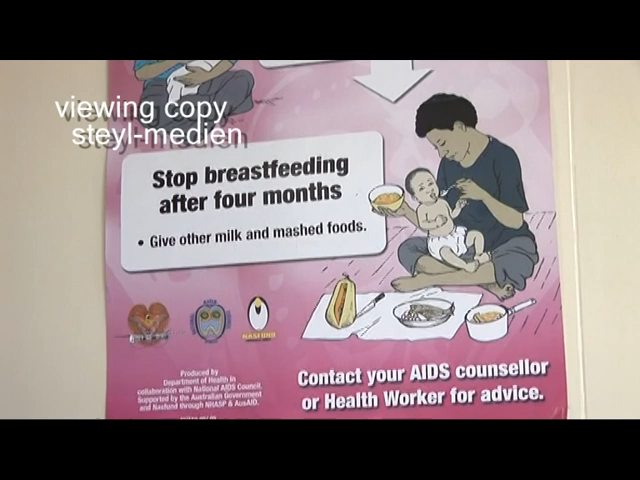 viewing copy
steyl-medien
Stop breastfeeding
after four months
• Give other milk and mashed foods.
NASFUND
Produced by
Department of Health in
collaboration with National AIDS Council.
Supported by the Australian Government
and Nasfund through NHASP & AusAID.
Contact your AIDS counsellor
or Health Worker for advice.